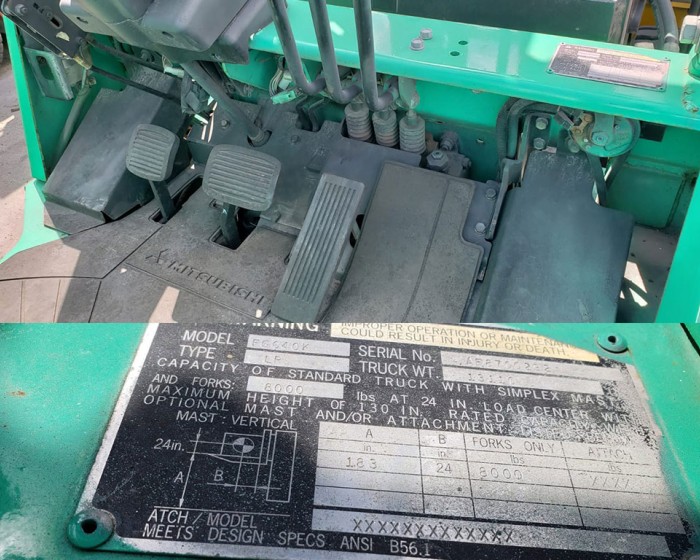 MITSUBISHI
WARNING
IMPROPER OPERATION OR MAINTENANCE
COULD RESULT IN INJURY OR DEATH.
MODEL
TYPE LP SERIAL No.
TRUCK WT.
CAPACITY OF STANDARD TRUCK WITH SIMPLEX MAST
AND FORKS: 8000 lbs AT 24 in. LOAD CENTER WITH
MAXIMUM HEIGHT OF 130 IN. RATED CAPACITY W
OPTIONAL MAST AND/OR ATTACHMENT
MAST: VERTICAL
A B FORKS ONLY ATTACH
in in lbs lbs
24in.
183 24 8000
A B
ATCH/MODEL XXXXXXXXXXXXX
MEETS DESIGN SPECS ANSI B56.1